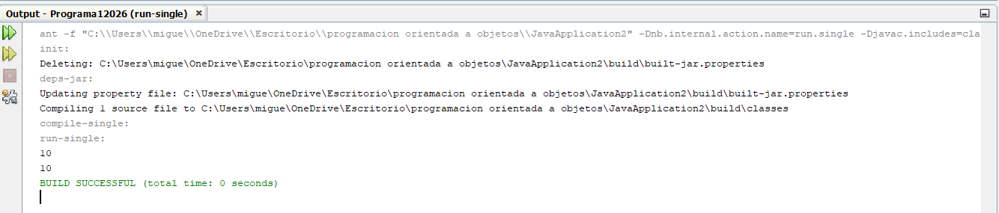 Output - Programa12026 (run-single)
ant -f "C:\\Users\\migue\\OneDrive\\Escritorio\\programacion orientada a objetos\\JavaApplication2" -Dnb.internal.action.name=run.single -Djavac.includes=cla
init:
Deleting: C:\Users\migue\OneDrive\Escritorio\programacion orientada a objetos\JavaApplication2\build\built-jar.properties
deps-jar:
Updating property file: C:\Users\migue\OneDrive\Escritorio\programacion orientada a objetos\JavaApplication2\build\built-jar.properties
Compiling 1 source file to C:\Users\migue\OneDrive\Escritorio\programacion orientada a objetos\JavaApplication2\build\classes
compile-single:
run-single:
10
10
BUILD SUCCESSFUL (total time: 0 seconds)